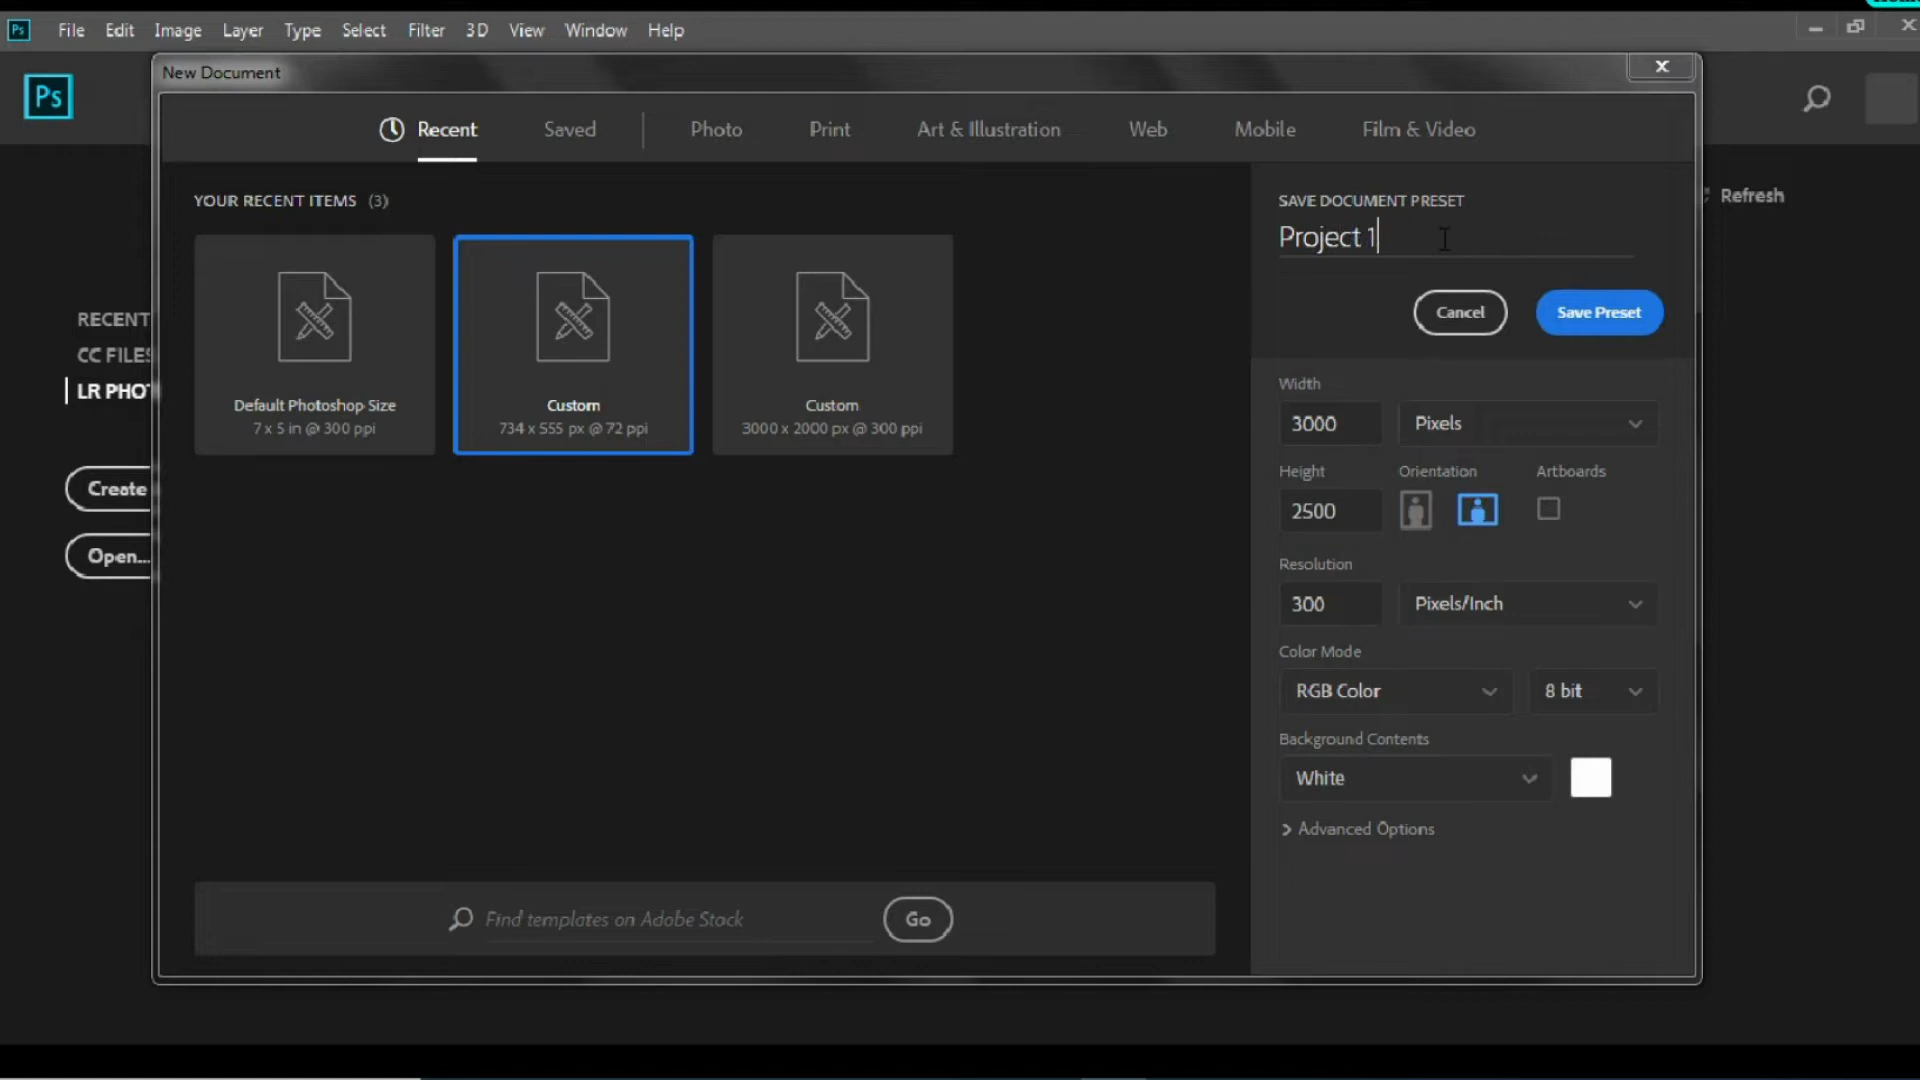 Ps File Edit Image Layer Type Select Filter 3D View Window Help
New Document
Ps
Recent Saved Photo Print Art & Illustration Web Mobile Film & Video
Refresh
YOUR RECENT ITEMS (3)
Default Photoshop Size
7 x 5 in @ 300 ppi
Custom
734 x 555 px @ 72 ppi
Custom
3000 x 2000 px @ 300 ppi
RECENT
CC FILES
LR PHOT
Create
Open...
Find templates on Adobe Stock
Go
SAVE DOCUMENT PRESET
Project 1
Cancel Save Preset
Width
3000 Pixels
Height Orientation Artboards
2500
Resolution
300 Pixels/Inch
Color Mode
RGB Color 8 bit
Background Contents
White
Advanced Options